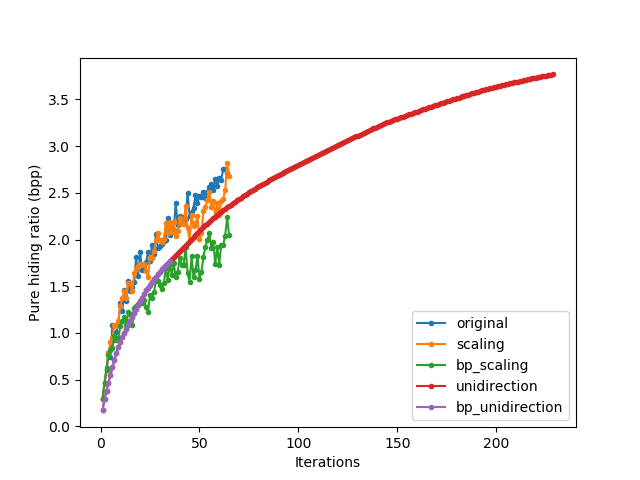 Pure hiding ratio (bpp)
3.5
3.0
2.5
2.0
1.5
1.0
0.5
0.0
original
scaling
bp_scaling
unidirection
bp_unidirection
0 50 100 150 200
Iterations